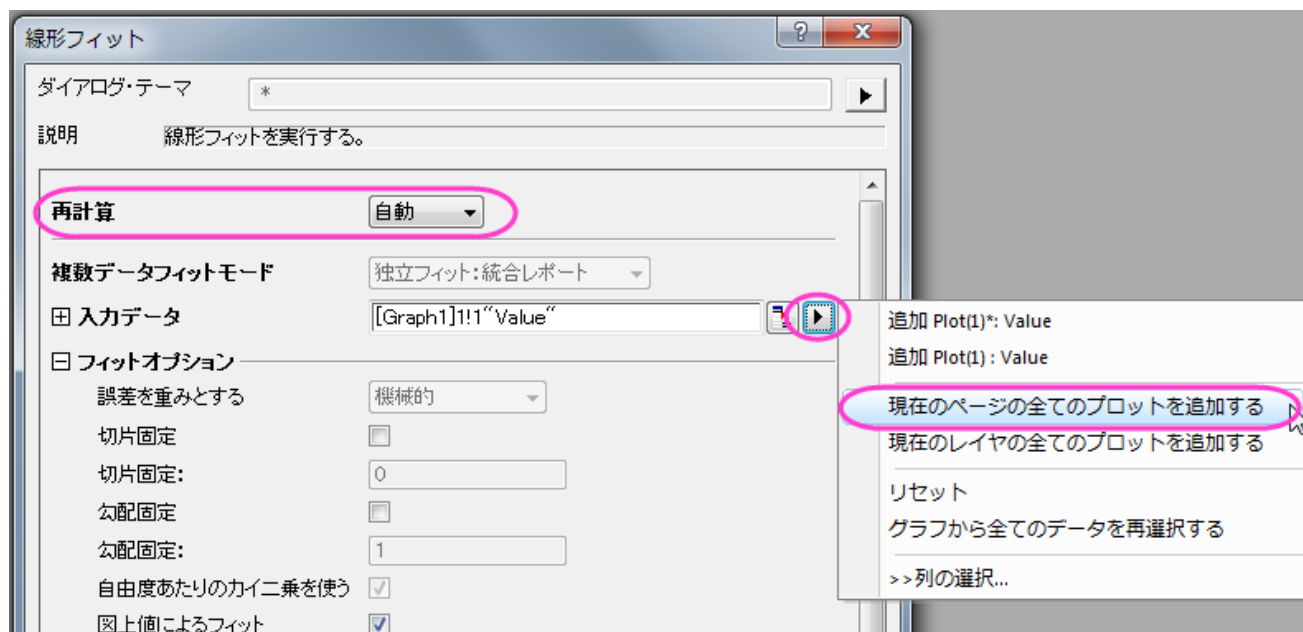 線形フィット
ダイアログ・テーマ *
説明 線形フィットを実行する。
再計算 自動
複数データフィットモード 独立フィット:統合レポート
入力データ [Graph1]1!1"Value"
フィットオプション
誤差を重みとする 機械的
切片固定
切片固定: 0
勾配固定
勾配固定: 1
自由度あたりのカイ二乗を使う
図上値によるフィット
追加 Plot(1)*: Value
追加 Plot(1) : Value
現在のページの全てのプロットを追加する
現在のレイヤの全てのプロットを追加する
リセット
グラフから全てのデータを再選択する
>>列の選択...